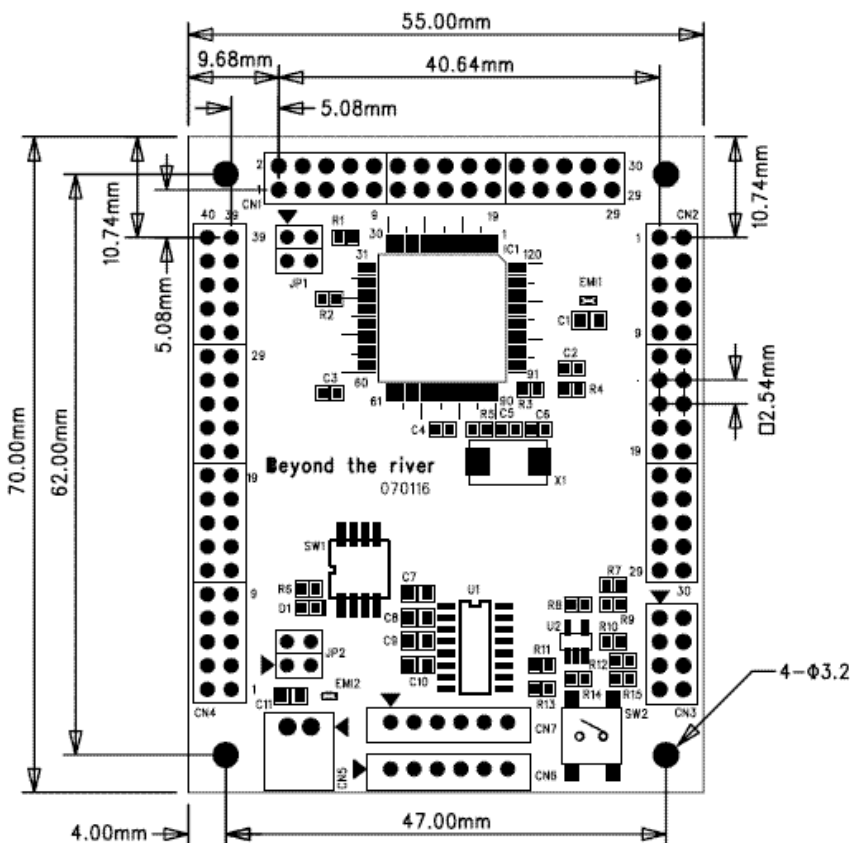 55.00mm
9.68mm
40.64mm
5.08mm
2
30
1
29
CN1
9
19
29
10.74mm
10.74mm
40
39
CN2
39
R1
30
1
IC1
1
JP1
31
120
EMI1
R2
C1
9
5.08mm
29
C2
C3
60
91
R3
R4
61
90
□2.54mm
C4
R5
C5
C6
19
70.00mm
62.00mm
Beyond the river
X1
19
070116
SW1
29
R7
30
R6
C7
U1
9
D1
C8
R8
R9
U2
R10
C9
JP2
R11
R12
C10
4-Φ3.2
EMI2
1
C11
R13
R14
R15
CN4
SW2
CN3
CN7
CN5
CN6
47.00mm
4.00mm